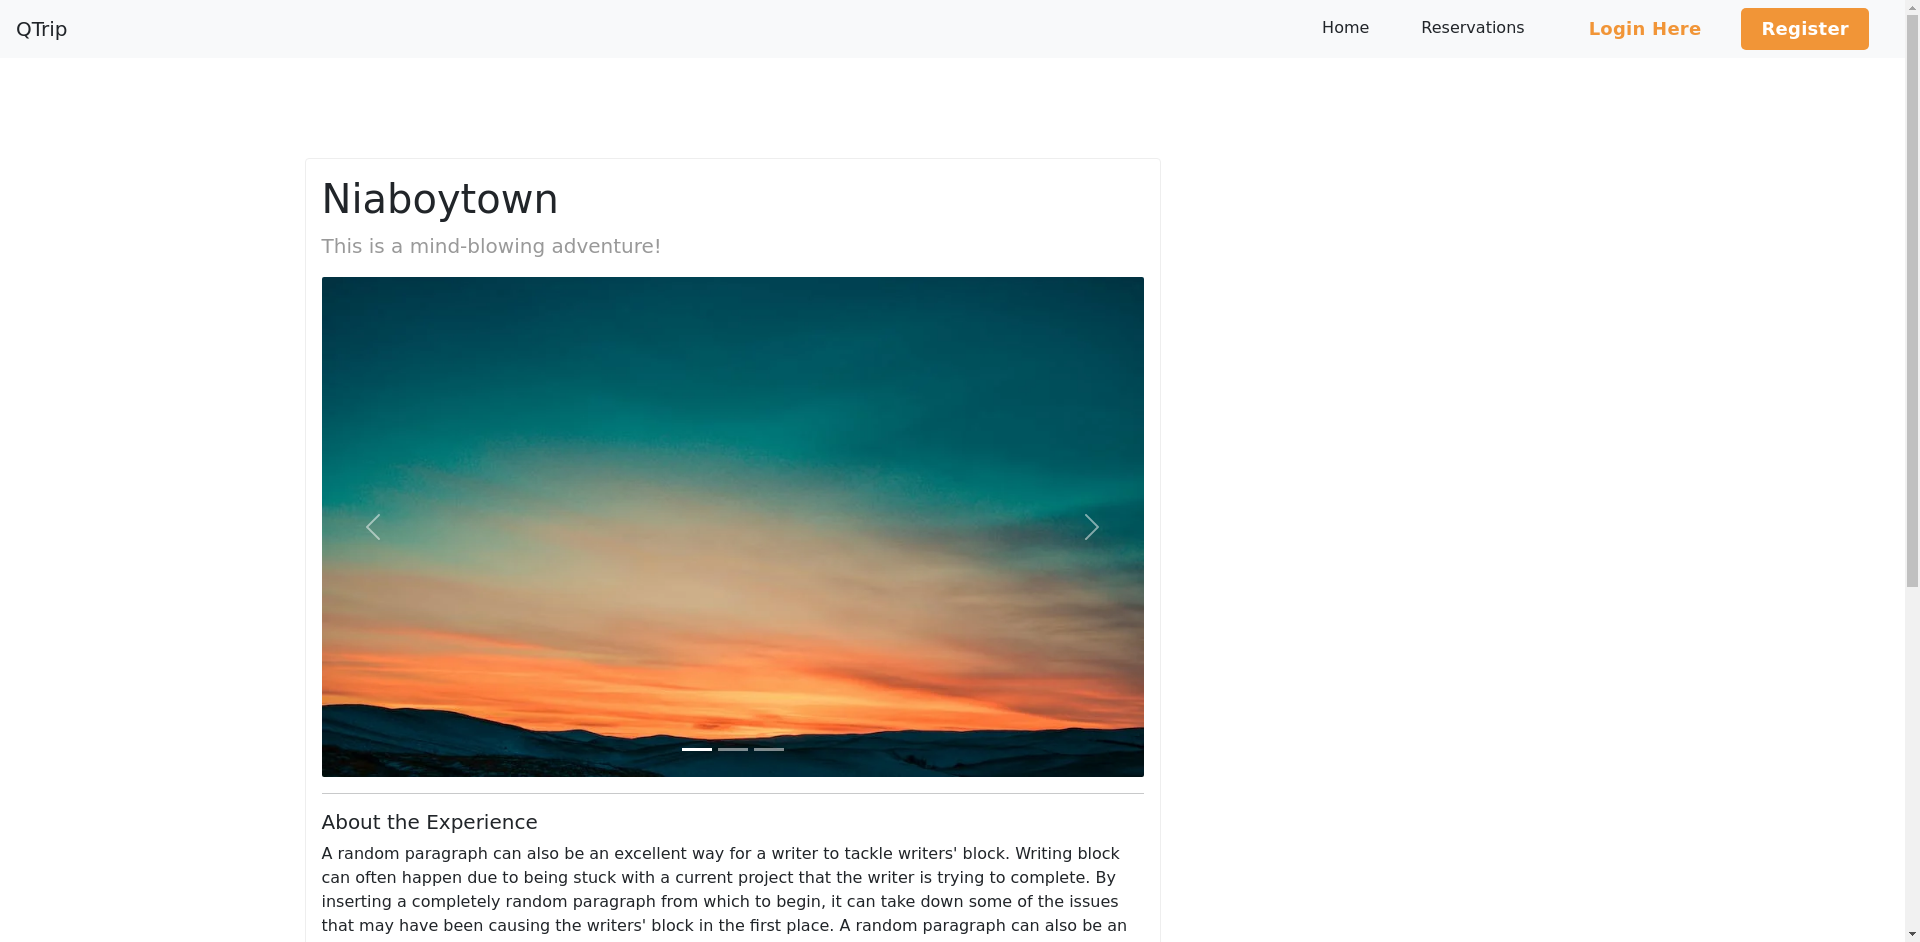 QTrip
Home
Reservations
Login Here
Register
Niaboytown
This is a mind-blowing adventure!
About the Experience
A random paragraph can also be an excellent way for a writer to tackle writers' block. Writing block
can often happen due to being stuck with a current project that the writer is trying to complete. By
inserting a completely random paragraph from which to begin, it can take down some of the issues
that may have been causing the writers' block in the first place. A random paragraph can also be an